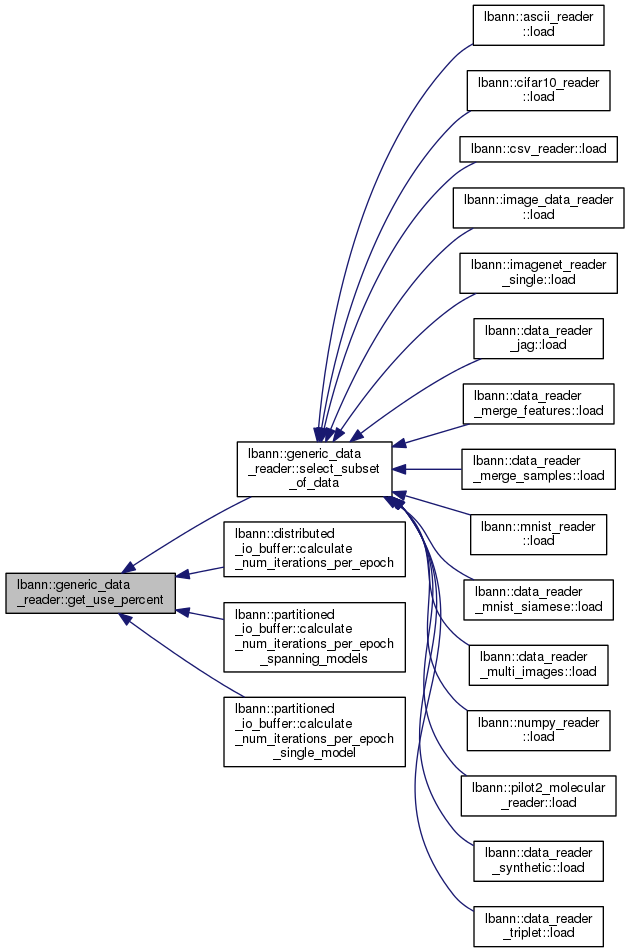 lbann::ascii_reader
::load
lbann::cifar10_reader
::load
lbann::csv_reader::load
lbann::image_data_reader
::load
lbann::imagenet_reader
_single::load
lbann::data_reader
_jag::load
lbann::data_reader
_merge_features::load
lbann::generic_data
_reader::select_subset
_of_data
lbann::data_reader
_merge_samples::load
lbann::mnist_reader
::load
lbann::distributed
_io_buffer::calculate
_num_iterations_per_epoch
lbann::generic_data
_reader::get_use_percent
lbann::data_reader
_mnist_siamese::load
lbann::partitioned
_io_buffer::calculate
_num_iterations_per_epoch
_spanning_models
lbann::data_reader
_multi_images::load
lbann::partitioned
_io_buffer::calculate
_num_iterations_per_epoch
_single_model
lbann::numpy_reader
::load
lbann::pilot2_molecular
_reader::load
lbann::data_reader
_synthetic::load
lbann::data_reader
_triplet::load